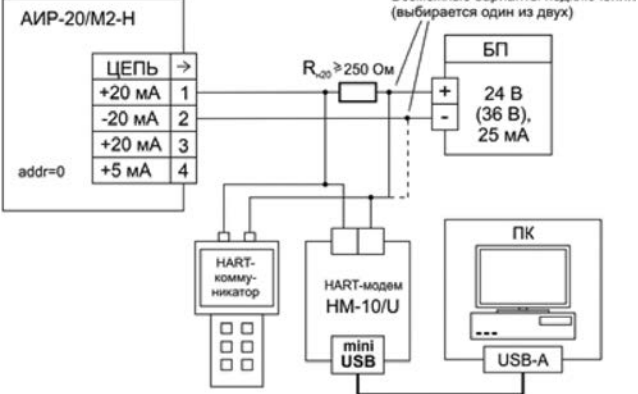 (выбирается один из двух)
АИР-20/М2-Н
БП
ЦЕПЬ →
Rн20 ≥ 250 Ом
+20 мА 1
+
24 В
-20 мА 2
-
(36 В),
+20 мА 3
25 мА
addr=0
+5 мА 4
ПК
HART-
комму-
никатор
HART-модем
НМ-10/U
mini
USB
USB-A